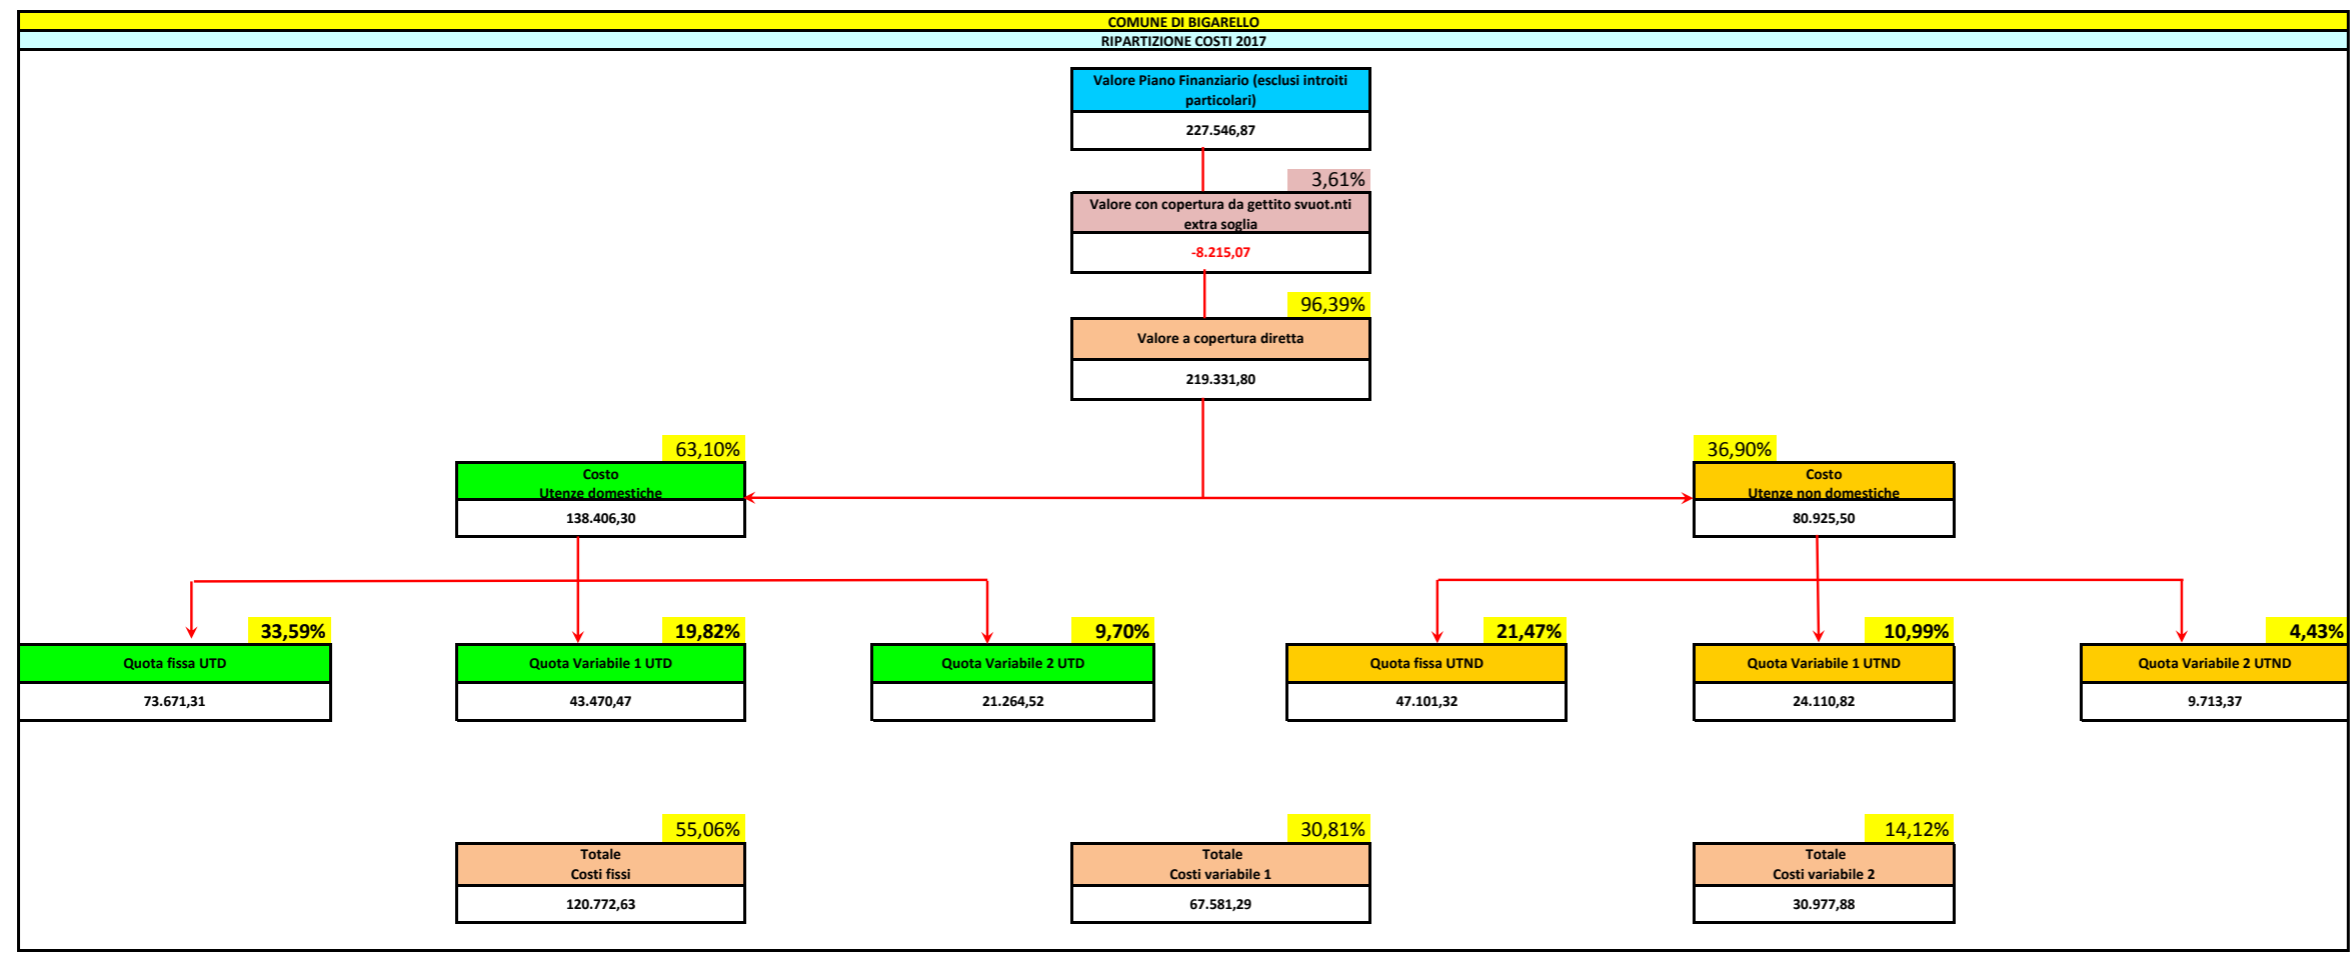 COMUNE DI BIGARELLO
RIPARTIZIONE COSTI 2017
Valore Piano Finanziario (esclusi introiti
particolari)
227.546,87
3,61%
Valore con copertura da gettito svuot.nti
extra soglia
-8.215,07
96,39%
Valore a copertura diretta
219.331,80
63,10%
Costo
Utenze domestiche
138.406,30
36,90%
Costo
Utenze non domestiche
80.925,50
33,59%
Quota fissa UTD
73.671,31
19,82%
Quota Variabile 1 UTD
43.470,47
9,70%
Quota Variabile 2 UTD
21.264,52
21,47%
Quota fissa UTND
47.101,32
10,99%
Quota Variabile 1 UTND
24.110,82
4,43%
Quota Variabile 2 UTND
9.713,37
55,06%
Totale
Costi fissi
120.772,63
30,81%
Totale
Costi variabile 1
67.581,29
14,12%
Totale
Costi variabile 2
30.977,88